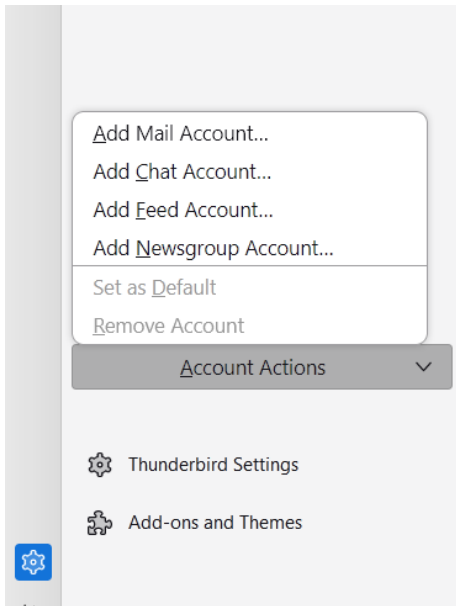 Add Mail Account...
Add Chat Account...
Add Feed Account...
Add Newsgroup Account...
Set as Default
Remove Account
Account Actions
Thunderbird Settings
Add-ons and Themes